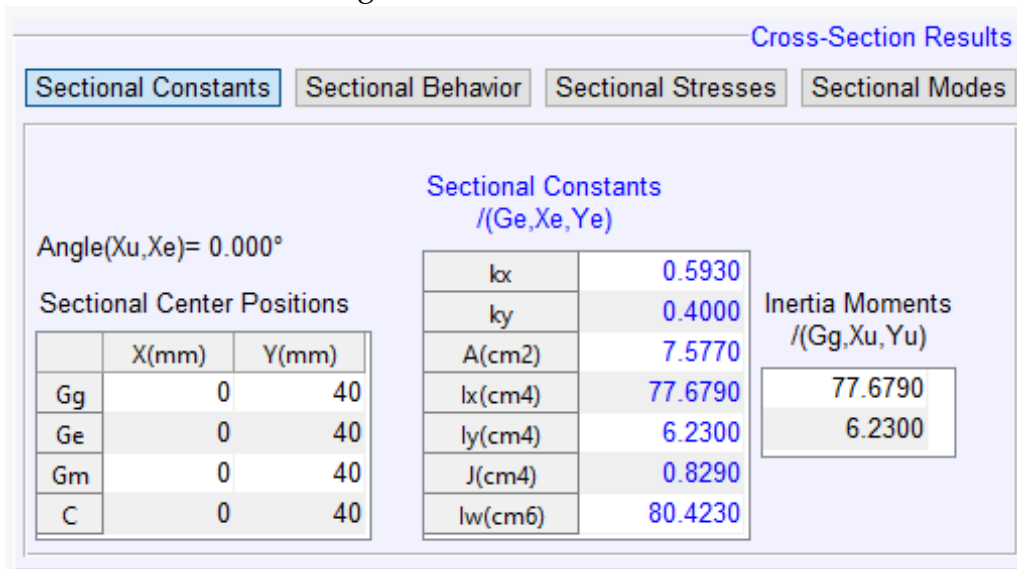 Cross-Section Results
Sectional Constants Sectional Behavior Sectional Stresses Sectional Modes
Sectional Constants
/(Ge,Xe,Ye)
Angle(Xu,Xe)= 0.000°
Sectional Center Positions
X(mm) Y(mm)
Gg 0 40
Ge 0 40
Gm 0 40
C 0 40
kx 0.5930
ky 0.4000
A(cm2) 7.5770
Ix(cm4) 77.6790
Iy(cm4) 6.2300
J(cm4) 0.8290
Iw(cm6) 80.4230
Inertia Moments
/(Gg,Xu,Yu)
77.6790
6.2300